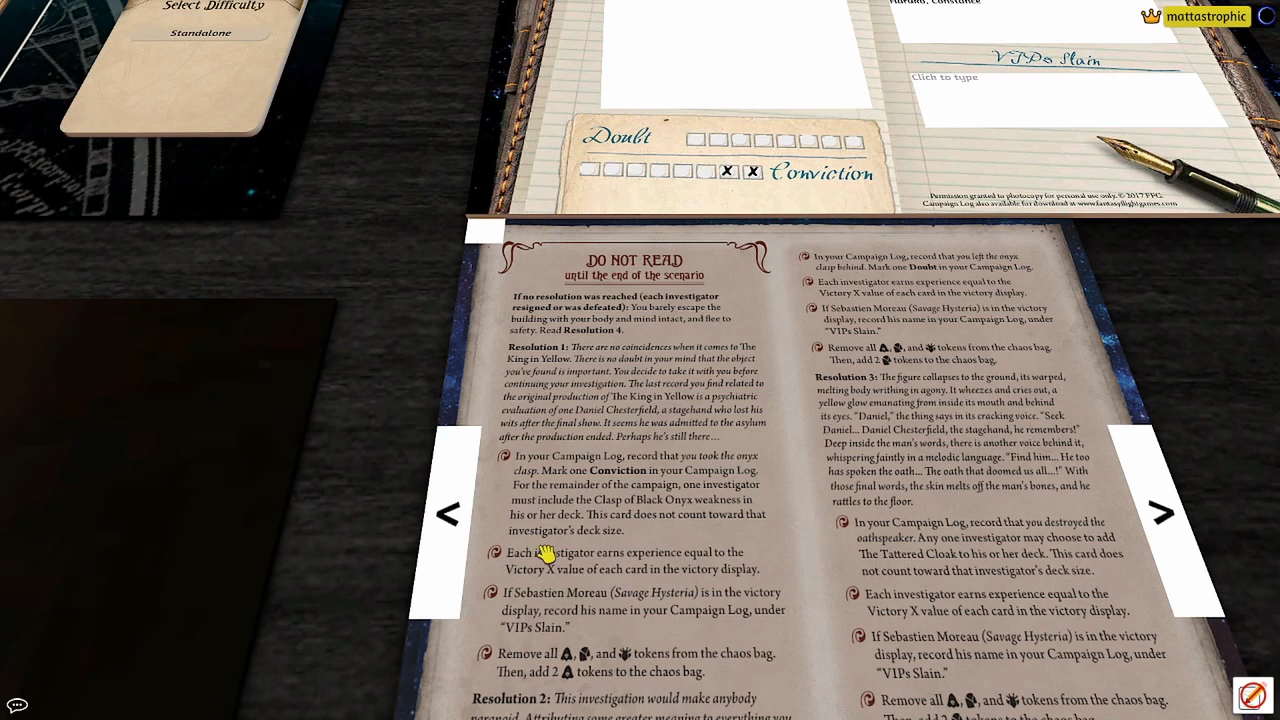 Select Difficulty
Standalone
mattastrophic
VIPs Slain
Click to type
Doubt
Conviction
Permission granted to photocopy for personal use only. © 2017 FFG.
Campaign Log also available for download at www.fantasyflightgames.com
DO NOT READ
until the end of the scenario
If no resolution was reached (each investigator
resigned or was defeated): You barely escape the
building with your body and mind intact, and flee to
safety. Read Resolution 4.
Resolution 1: There are no coincidences when it comes to The
King in Yellow. There is no doubt in your mind that the object
you've found is important. You decide to take it with you before
continuing your investigation. The last record you find related to
the original production of The King in Yellow is a psychiatric
evaluation of one Daniel Chesterfield, a stagehand who lost his
wits after the final show. It seems he was admitted to the asylum
after the production ended. Perhaps he's still there…
In your Campaign Log, record that you took the onyx
clasp. Mark one Conviction in your Campaign Log.
For the remainder of the campaign, one investigator
must include the Clasp of Black Onyx weakness in
his or her deck. This card does not count toward that
investigator's deck size.
Each investigator earns experience equal to the
Victory X value of each card in the victory display.
If Sebastien Moreau (Savage Hysteria) is in the victory
display, record his name in your Campaign Log, under
“VIPs Slain.”
Remove all , , and tokens from the chaos bag.
Then, add 2 tokens to the chaos bag.
Resolution 2: This investigation would make anybody
paranoid. Attributing some greater meaning to everything you
In your Campaign Log, record that you left the onyx
clasp behind. Mark one Doubt in your Campaign Log.
Each investigator earns experience equal to the
Victory X value of each card in the victory display.
If Sebastien Moreau (Savage Hysteria) is in the victory
display, record his name in your Campaign Log, under
“VIPs Slain.”
Remove all , , and tokens from the chaos bag.
Then, add 2 tokens to the chaos bag.
Resolution 3: The figure collapses to the ground, its warped,
melting body writhing in agony. It wheezes and cries out, a
yellow glow emanating from inside its mouth and behind
its eyes. “Daniel,” the thing says in its cracking voice. “Seek
Daniel… Daniel Chesterfield, the stagehand, he remembers!”
Deep inside the man's words, there is another voice behind it,
whispering faintly in a melodic language. “Find him… He too
has spoken the oath… The oath that doomed us all…!” With
those final words, the skin melts off the man's bones, and he
rattles to the floor.
In your Campaign Log, record that you destroyed the
oathspeaker. Any one investigator may choose to add
The Tattered Cloak to his or her deck. This card does
not count toward that investigator's deck size.
Each investigator earns experience equal to the
Victory X value of each card in the victory display.
If Sebastien Moreau (Savage Hysteria) is in the victory
display, record his name in your Campaign Log, under
“VIPs Slain.”
Remove all , , and tokens from the chaos bag.